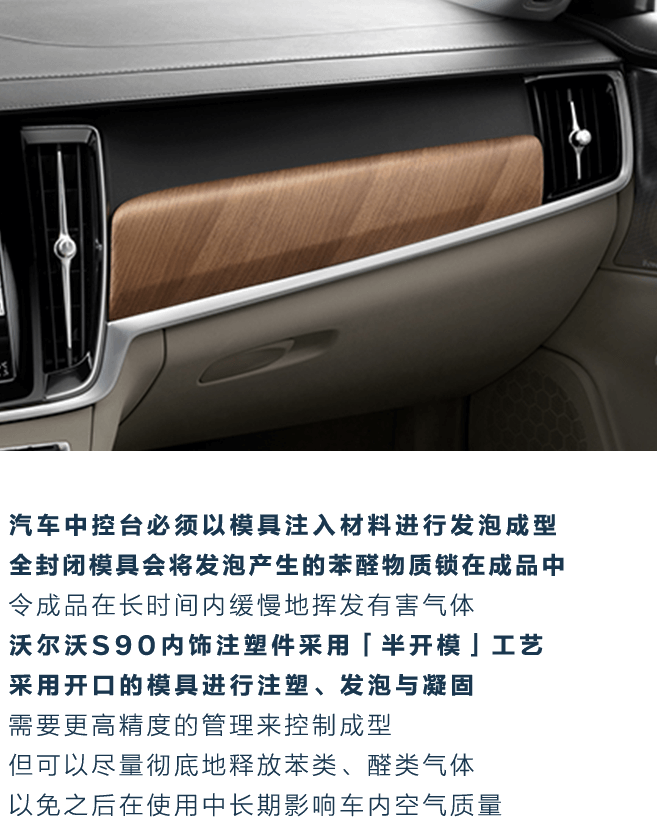 汽车中控台必须以模具注入材料进行发泡成型
全封闭模具会将发泡产生的苯醛物质锁在成品中
令成品在长时间内缓慢地挥发有害气体
沃尔沃S90内饰注塑件采用「半开模」工艺
采用开口的模具进行注塑、发泡与凝固
需要更高精度的管理来控制成型
但可以尽量彻底地释放苯类、醛类气体
以免之后在使用中长期影响车内空气质量